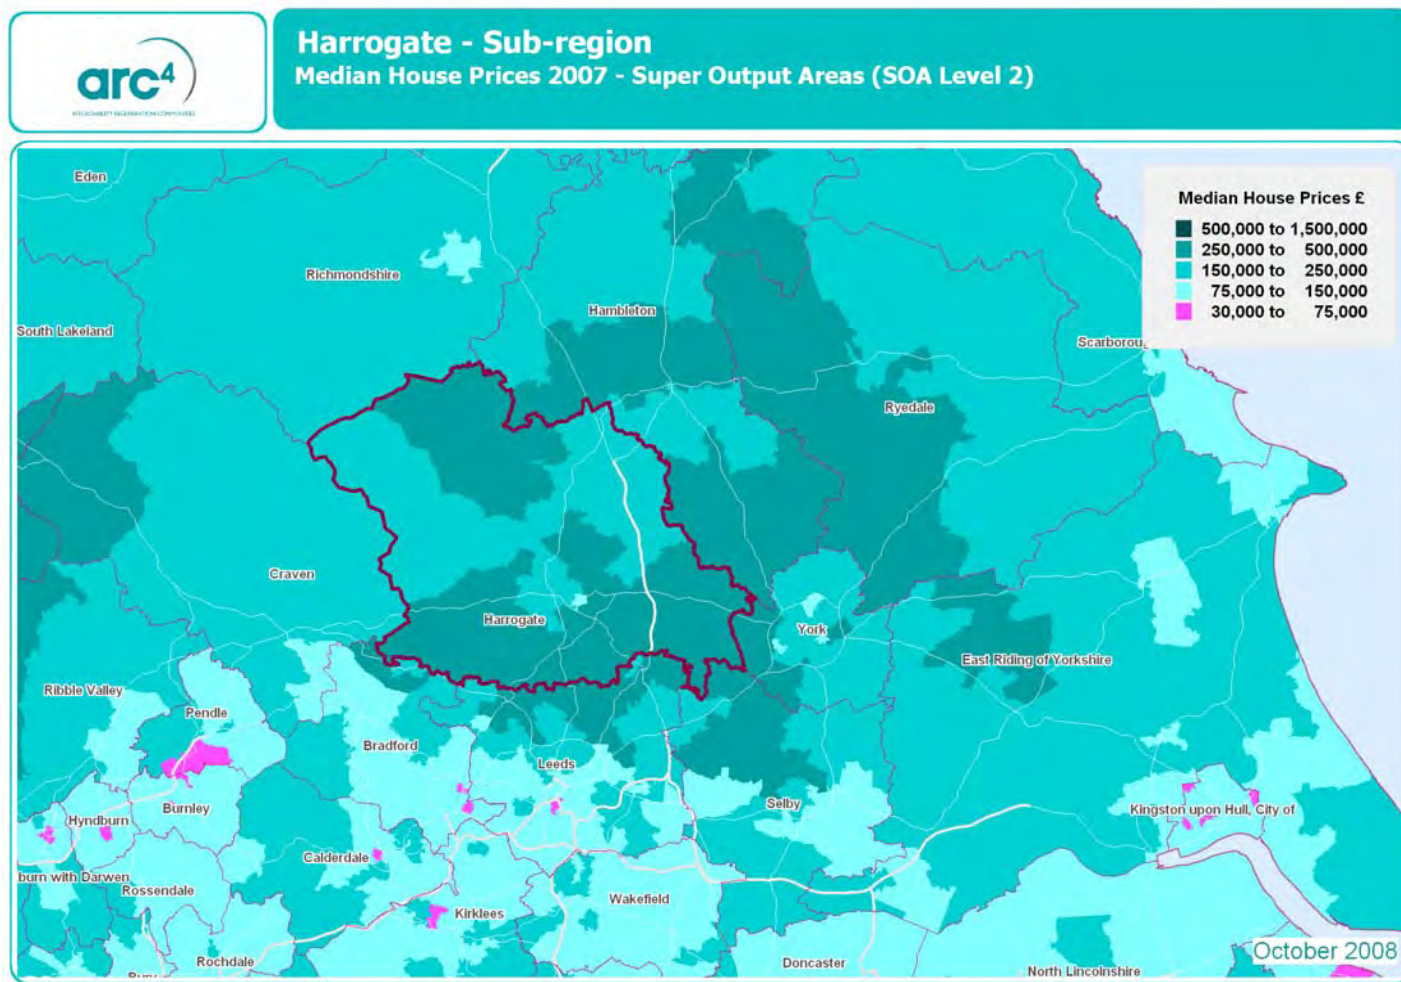 arc4
AFFORDABILITY REGENERATION COMMUNITIES
Harrogate - Sub-region
Median House Prices 2007 - Super Output Areas (SOA Level 2)
Median House Prices £
500,000 to 1,500,000
250,000 to 500,000
150,000 to 250,000
75,000 to 150,000
30,000 to 75,000
Eden
Richmondshire
South Lakeland
Hambleton
Scarboroug
Ryedale
Craven
Harrogate
York
East Riding of Yorkshire
Ribble Valley
Pendle
Bradford
Leeds
Selby
Burnley
Hyndburn
Kingston upon Hull, City of
Calderdale
burn with Darwen
Rossendale
Kirklees
Wakefield
Rochdale
Doncaster
North Lincolnshire
October 2008